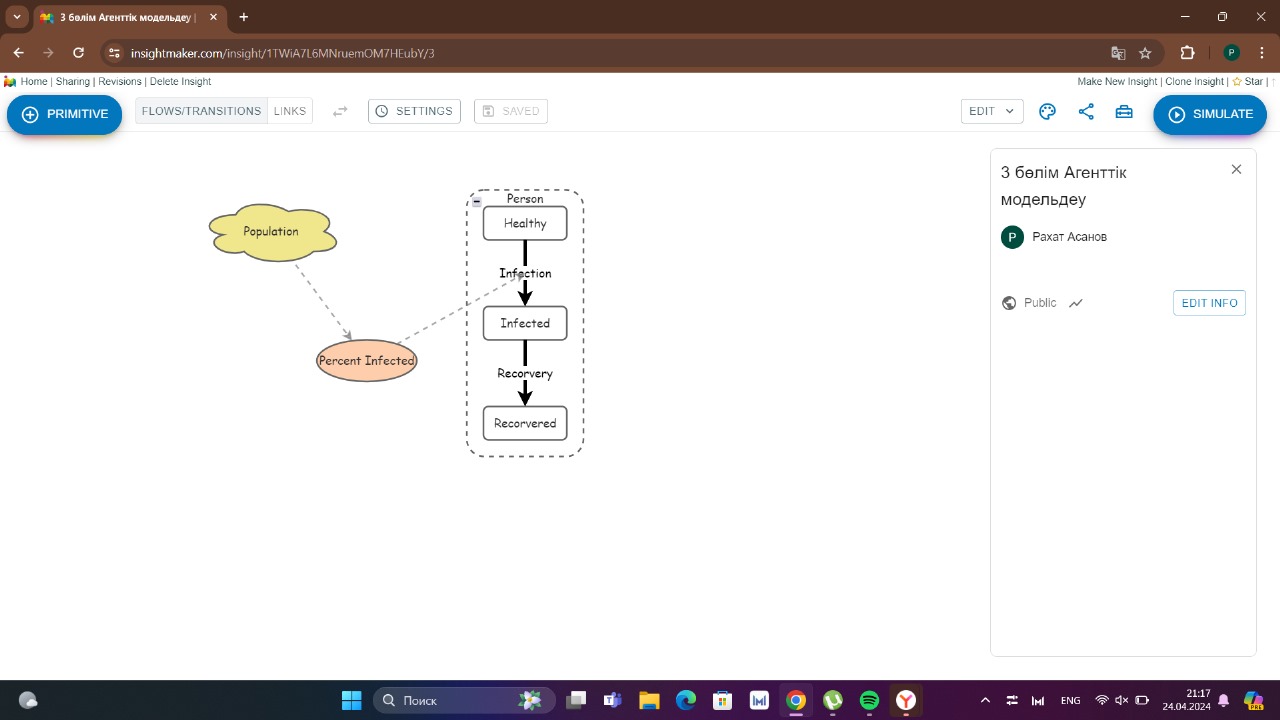 3 бөлім Агенттік модельдеу |
insightmaker.com/insight/1TWiA7L6MNruemOM7HEubY/3
P
Home | Sharing | Revisions | Delete Insight
Make New Insight | Clone Insight | Star |
PRIMITIVE
FLOWS/TRANSITIONS
LINKS
SETTINGS
SAVED
EDIT
SIMULATE
Population
Percent Infected
Person
Healthy
Infection
Infected
Recorvery
Recorvered
3 бөлім Агенттік
модельдеу
Р
Рахат Асанов
Public
EDIT INFO
Поиск
ENG
21:17
24.04.2024
PRE